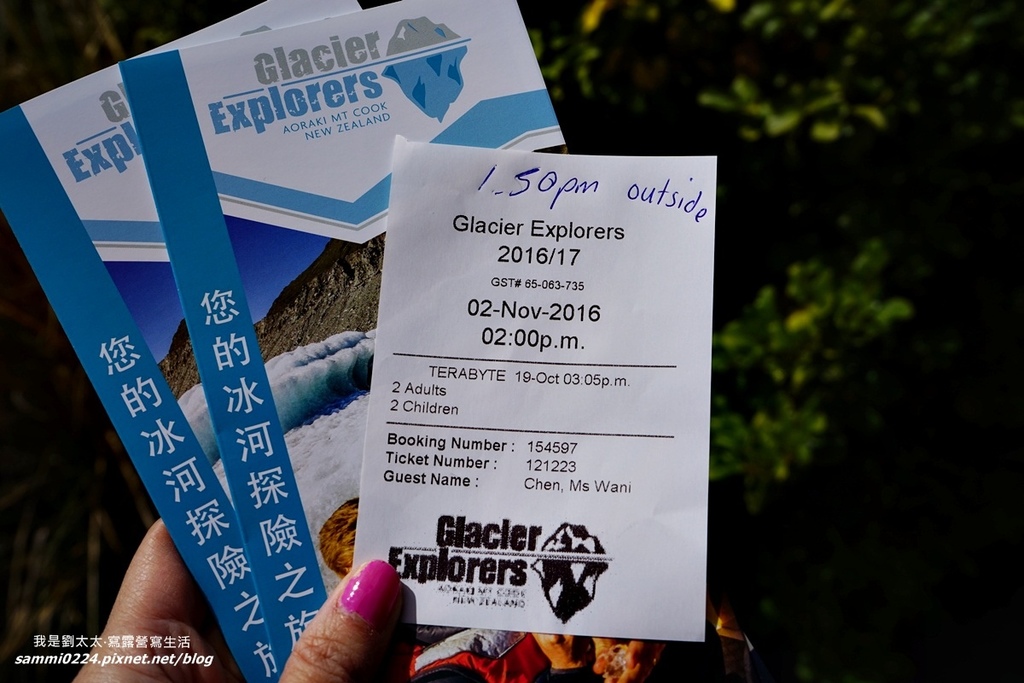 Glacier
Explorers
AORAKI MT COOK
NEW ZEALAND
您的冰河探險之旅
Expl
您的冰河探險之
1.50pm outside
Glacier Explorers
2016/17
GST# 65-063-735
02-Nov-2016
02:00p.m.
TERABYTE 19-Oct 03:05p.m.
2 Adults
2 Children
Booking Number : 154597
Ticket Number : 121223
Guest Name : Chen, Ms Wani
Glacier
Explorers
AORAKI MT COOK
NEW ZEALAND
我是劉太太‧寫露營寫生活
sammi0224.pixnet.net/blog